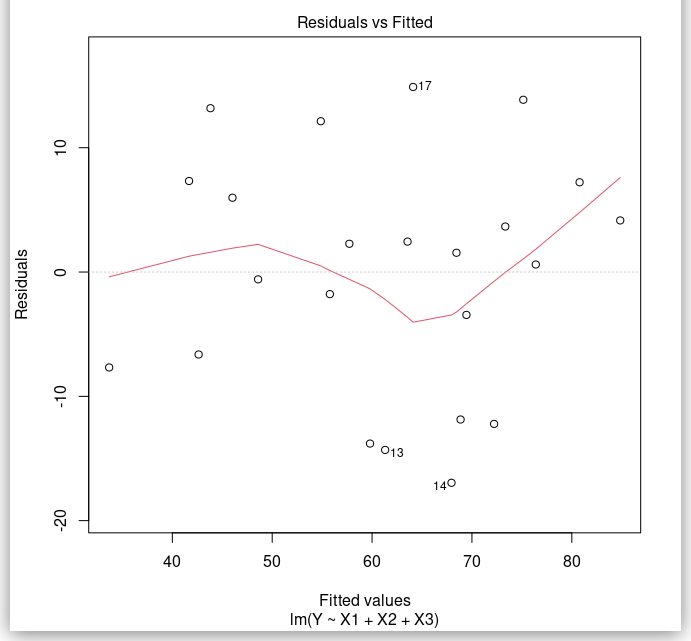 Residuals vs Fitted
17
10
0
-10
-20
13
14
Residuals
40 50 60 70 80
Fitted values
lm(Y ~ X1 + X2 + X3)